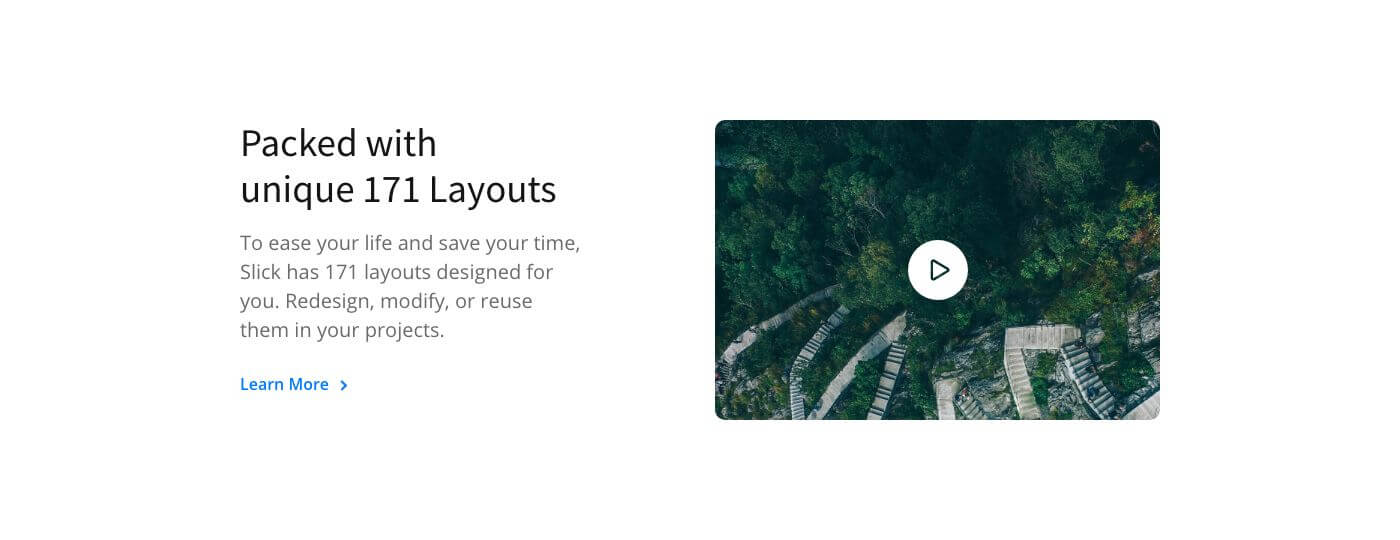 Packed with
unique 171 Layouts
To ease your life and save your time,
Slick has 171 layouts designed for
you. Redesign, modify, or reuse
them in your projects.
Learn More